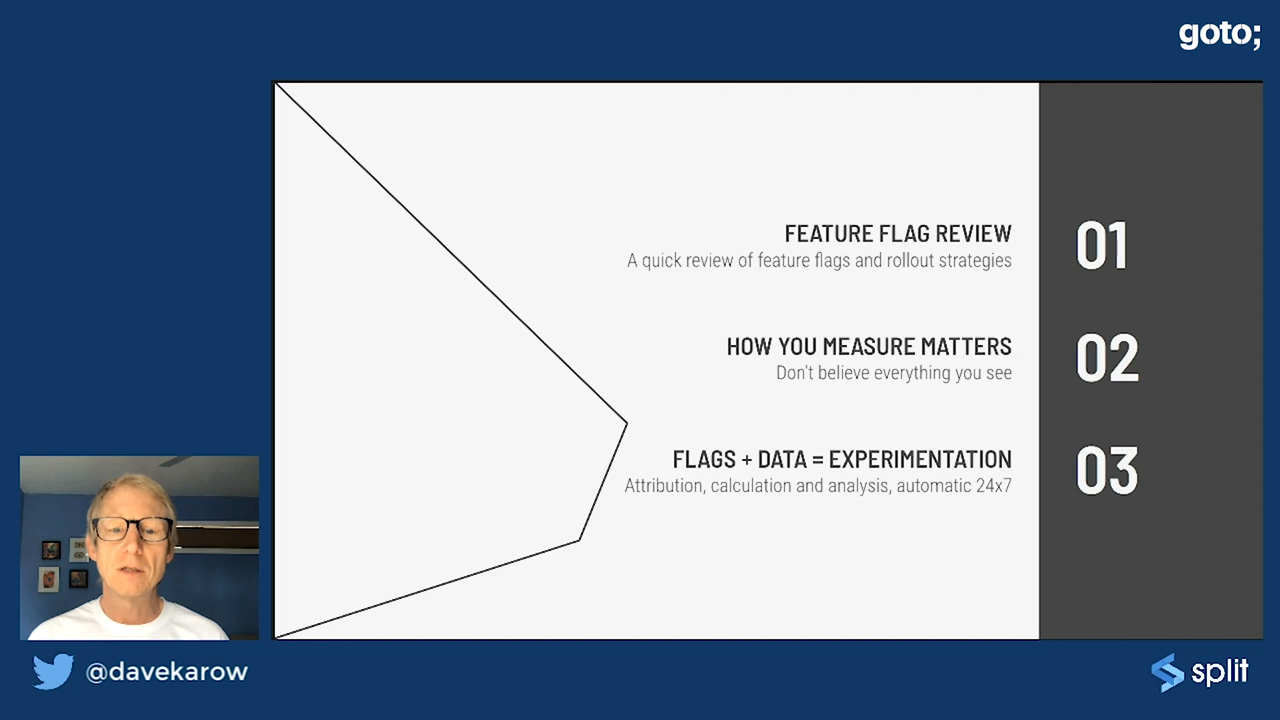 goto;
FEATURE FLAG REVIEW
A quick review of feature flags and rollout strategies
01
HOW YOU MEASURE MATTERS
Don't believe everything you see
02
FLAGS + DATA = EXPERIMENTATION
Attribution, calculation and analysis, automatic 24x7
03
@davekarow
split